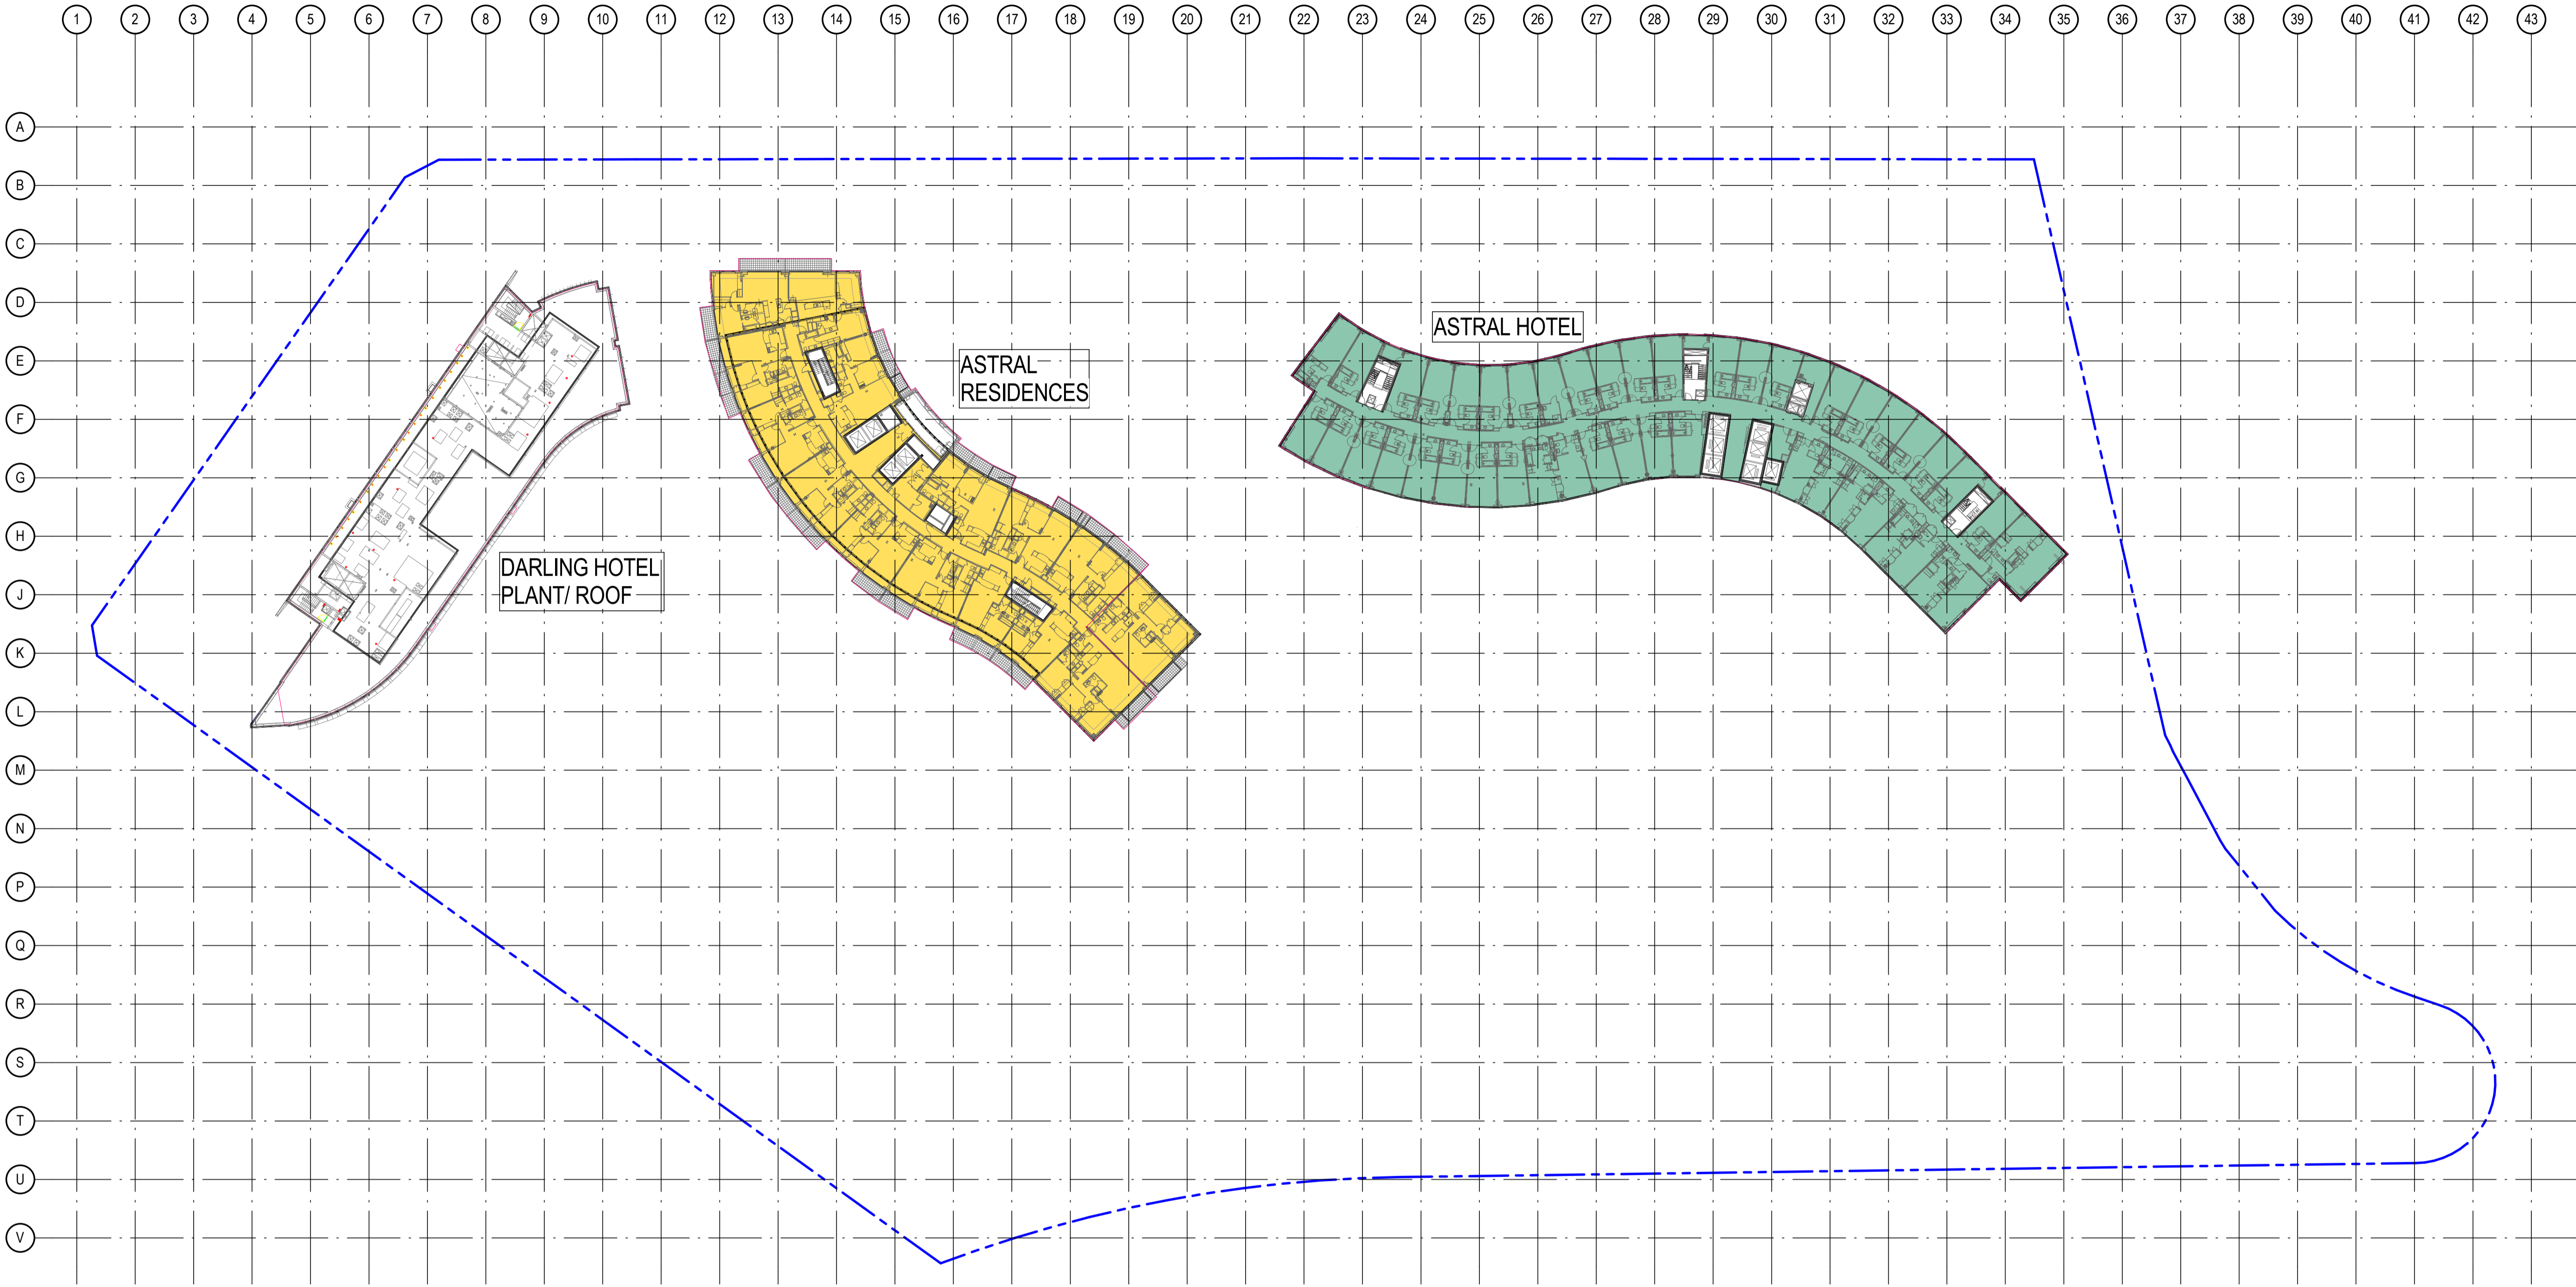 1 2 3 4 5 6 7 8 9 10 11 12 13 14 15 16 17 18 19 20 21 22 23 24 25 26 27 28 29 30 31 32 33 34 35 36 37 38 39 40 41 42 43
A
B
C
D
ASTRAL HOTEL
E
ASTRAL
RESIDENCES
F
G
H
DARLING HOTEL
PLANT/ ROOF
J
K
L
M
N
P
Q
R
S
T
U
V